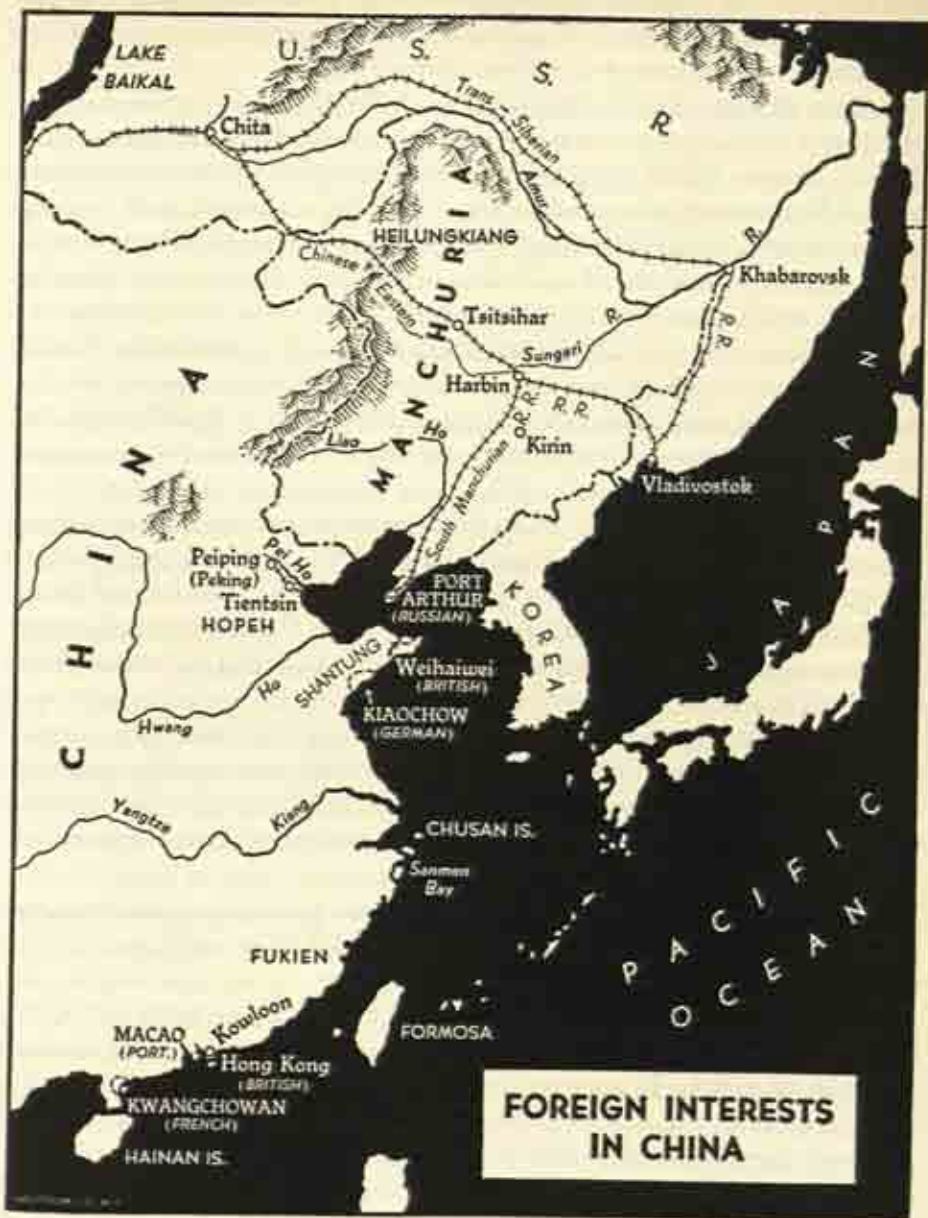 LAKE
BAIKAL
U. S. S. R
Chita
Trans-Siberian
Amur
R.
HEILUNGKIANG
MANCHURIA
Chinese Eastern
Khabarovsk
Tsitsihar
Sungari
R.
R.R.
Harbin
R.R.
R.R.
Kirin
Liao
Ho
South Manchurian
Vladivostok
CHINA
Peiping
(Peking)
Pei Ho
Tientsin
HOPEH
PORT
ARTHUR
(RUSSIAN)
KOREA
JAPAN
SHANTUNG
Weihaiwei
(BRITISH)
Ho
Hwang
KIAOCHOW
(GERMAN)
Yangtze
Kiang
CHUSAN IS.
Sanmen
Bay
PACIFIC
OCEAN
FUKIEN
Kowloon
FORMOSA
MACAO
(PORT.)
Hong Kong
(BRITISH)
KWANGCHOWAN
(FRENCH)
HAINAN IS.
FOREIGN INTERESTS
IN CHINA